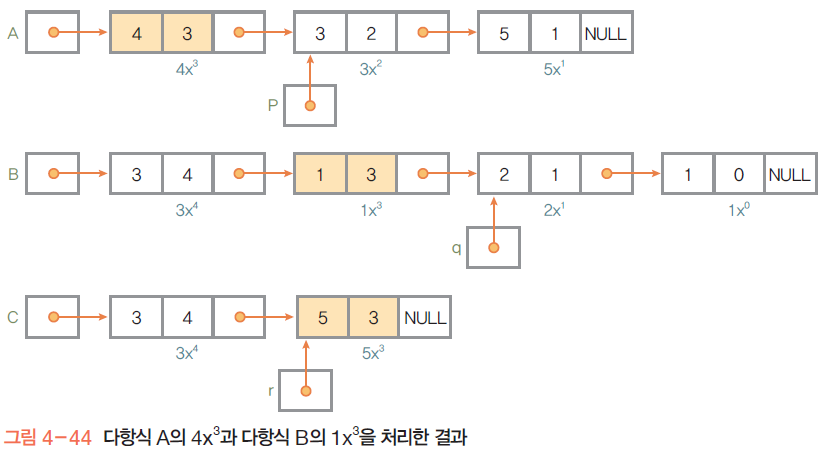 A 4 3 3 2 5 1 NULL
4x³ 3x² 5x¹
P
B 3 4 1 3 2 1 1 0 NULL
3x⁴ 1x³ 2x¹ 1x⁰
q
C 3 4 5 3 NULL
3x⁴ 5x³
r
그림 4-44 다항식 A의 4x³과 다항식 B의 1x³을 처리한 결과